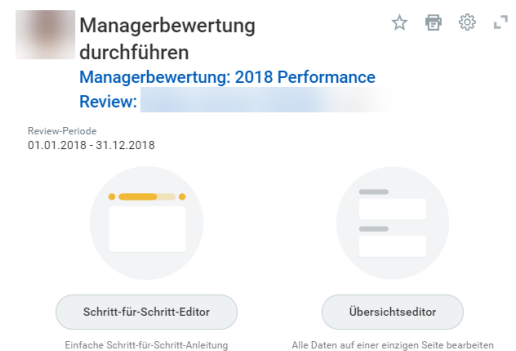 Managerbewertung
durchführen
Managerbewertung: 2018 Performance
Review:
Review-Periode
01.01.2018 - 31.12.2018
Schritt-für-Schritt-Editor
Übersichtseditor
Einfache Schritt-für-Schritt-Anleitung
Alle Daten auf einer einzigen Seite bearbeiten